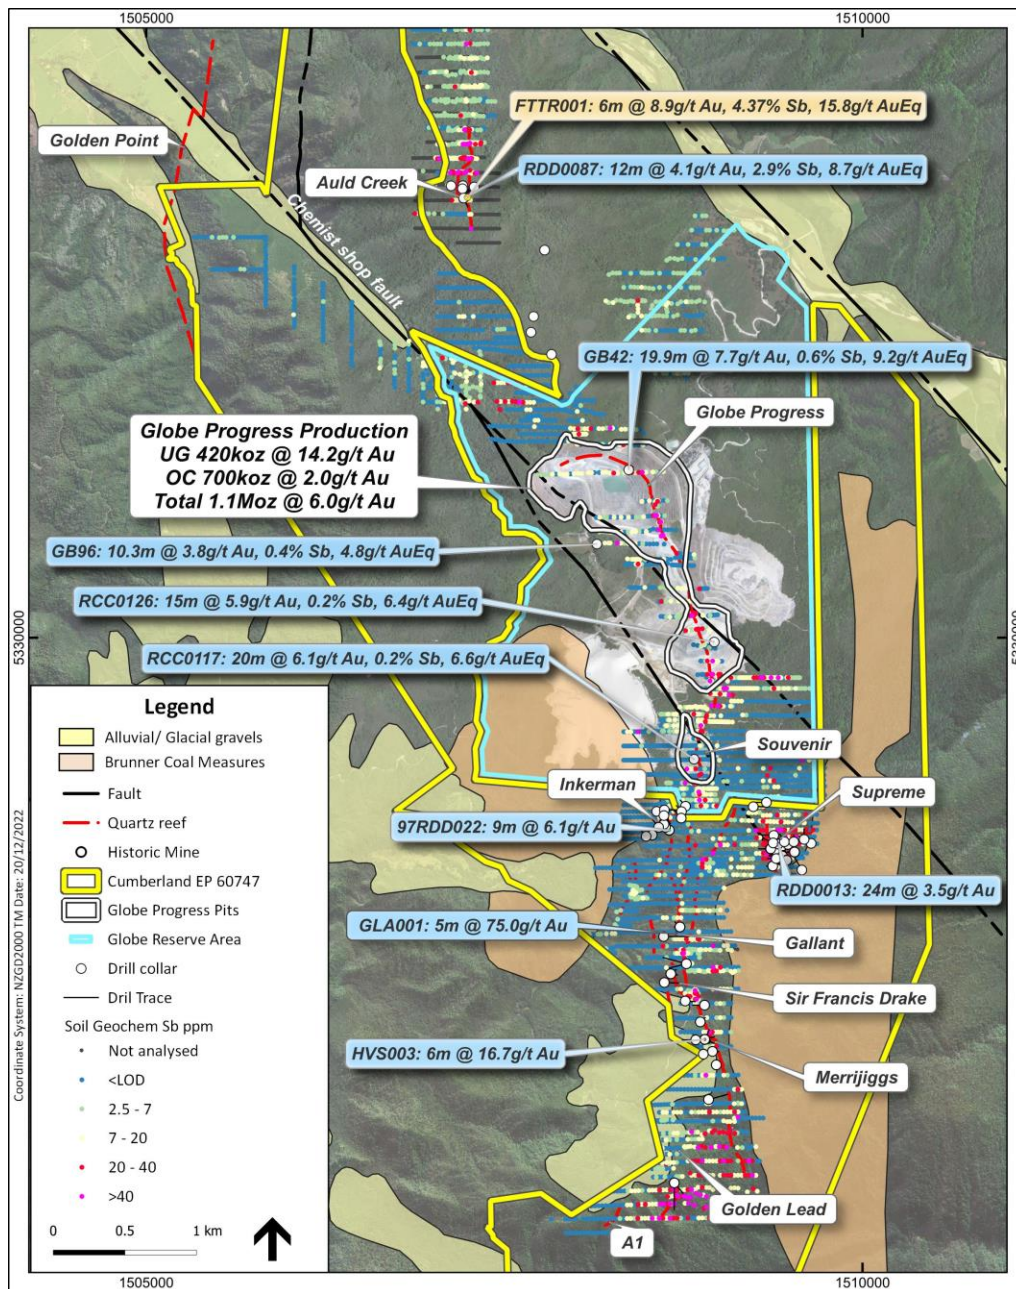 1505000
1510000
FTTR001: 6m @ 8.9g/t Au, 4.37% Sb, 15.8g/t AuEq
Golden Point
RDD0087: 12m @ 4.1g/t Au, 2.9% Sb, 8.7g/t AuEq
Auld Creek
Chemist shop fault
GB42: 19.9m @ 7.7g/t Au, 0.6% Sb, 9.2g/t AuEq
Globe Progress
Globe Progress Production
UG 420koz @ 14.2g/t Au
OC 700koz @ 2.0g/t Au
Total 1.1Moz @ 6.0g/t Au
GB96: 10.3m @ 3.8g/t Au, 0.4% Sb, 4.8g/t AuEq
RCC0126: 15m @ 5.9g/t Au, 0.2% Sb, 6.4g/t AuEq
5330000
5330000
RCC0117: 20m @ 6.1g/t Au, 0.2% Sb, 6.6g/t AuEq
Souvenir
Inkerman
Supreme
97RDD022: 9m @ 6.1g/t Au
RDD0013: 24m @ 3.5g/t Au
GLA001: 5m @ 75.0g/t Au
Gallant
Sir Francis Drake
HVS003: 6m @ 16.7g/t Au
Merrijiggs
Golden Lead
A1
Legend
Alluvial/ Glacial gravels
Brunner Coal Measures
Fault
Quartz reef
Historic Mine
Cumberland EP 60747
Globe Progress Pits
Globe Reserve Area
Drill collar
Dril Trace
Soil Geochem Sb ppm
Not analysed
<LOD
2.5 - 7
7 - 20
20 - 40
>40
0 0.5 1 km
Coordinate System: NZGD2000 TTM Date: 20/12/2022
1505000
1510000